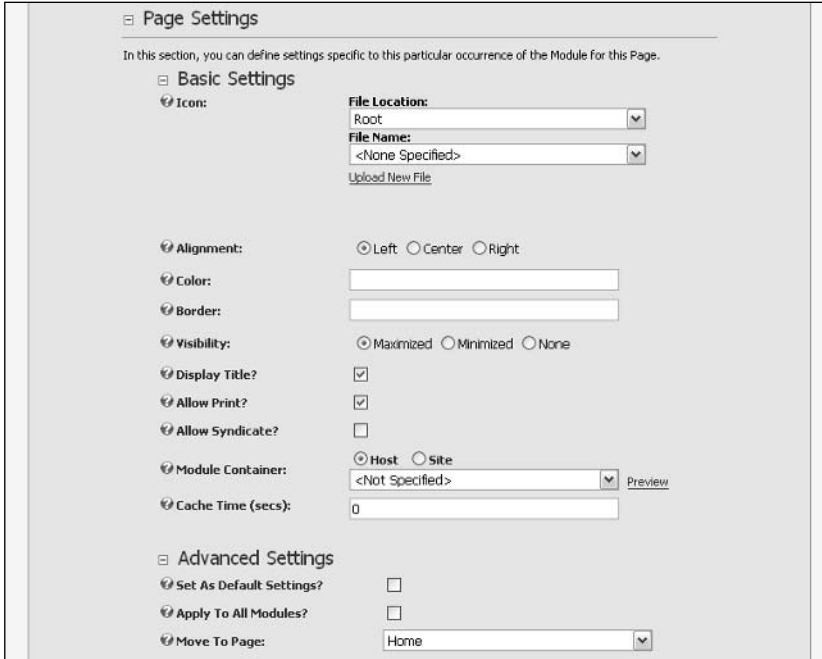 Page Settings
In this section, you can define settings specific to this particular occurrence of the Module for this Page.
Basic Settings
Icon:
File Location:
Root
File Name:
<None Specified>
Upload New File
Alignment: Left Center Right
Color:
Border:
Visibility: Maximized Minimized None
Display Title?
Allow Print?
Allow Syndicate?
Module Container: Host Site
<Not Specified> Preview
Cache Time (secs): 0
Advanced Settings
Set As Default Settings?
Apply To All Modules?
Move To Page: Home